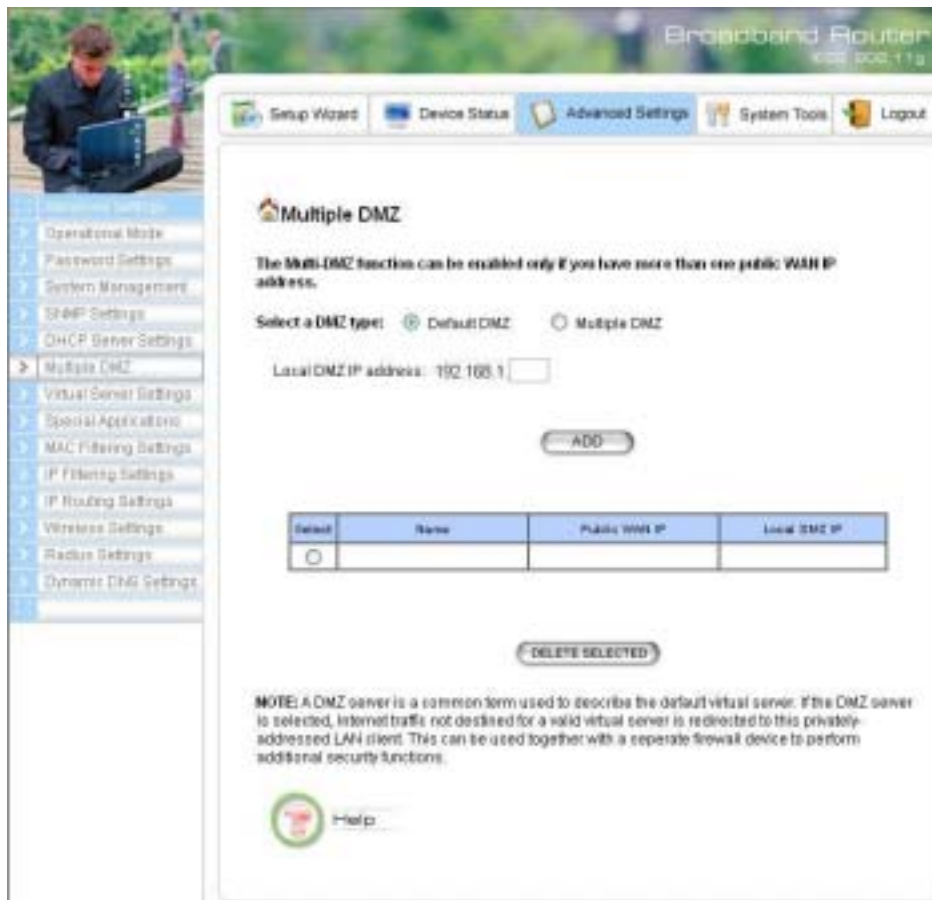 Broadband Router
802.11g
Setup Wizard
Device Status
Advanced Settings
System Tools
Logout
Operational Mode
Password Settings
System Management
SNMP Settings
DHCP Server Settings
Multiple DMZ
Virtual Server Settings
Special Applications
MAC Filtering Settings
IP Filtering Settings
IP Routing Settings
Wireless Settings
Radius Settings
Dynamic DNS Settings
Multiple DMZ
The Multi-DMZ function can be enabled only if you have more than one public WAN IP
address.
Select a DMZ type: Default DMZ Multiple DMZ
Local DMZ IP address: 192.168.1.
ADD
Select Name Public WAN IP Local DMZ IP
DELETE SELECTED
NOTE: A DMZ server is a common term used to describe the default virtual server. If the DMZ server
is selected, Internet traffic not destined for a valid virtual server is redirected to this privately-
addressed LAN client. This can be used together with a seperate firewall device to perform
additional security functions.
Help